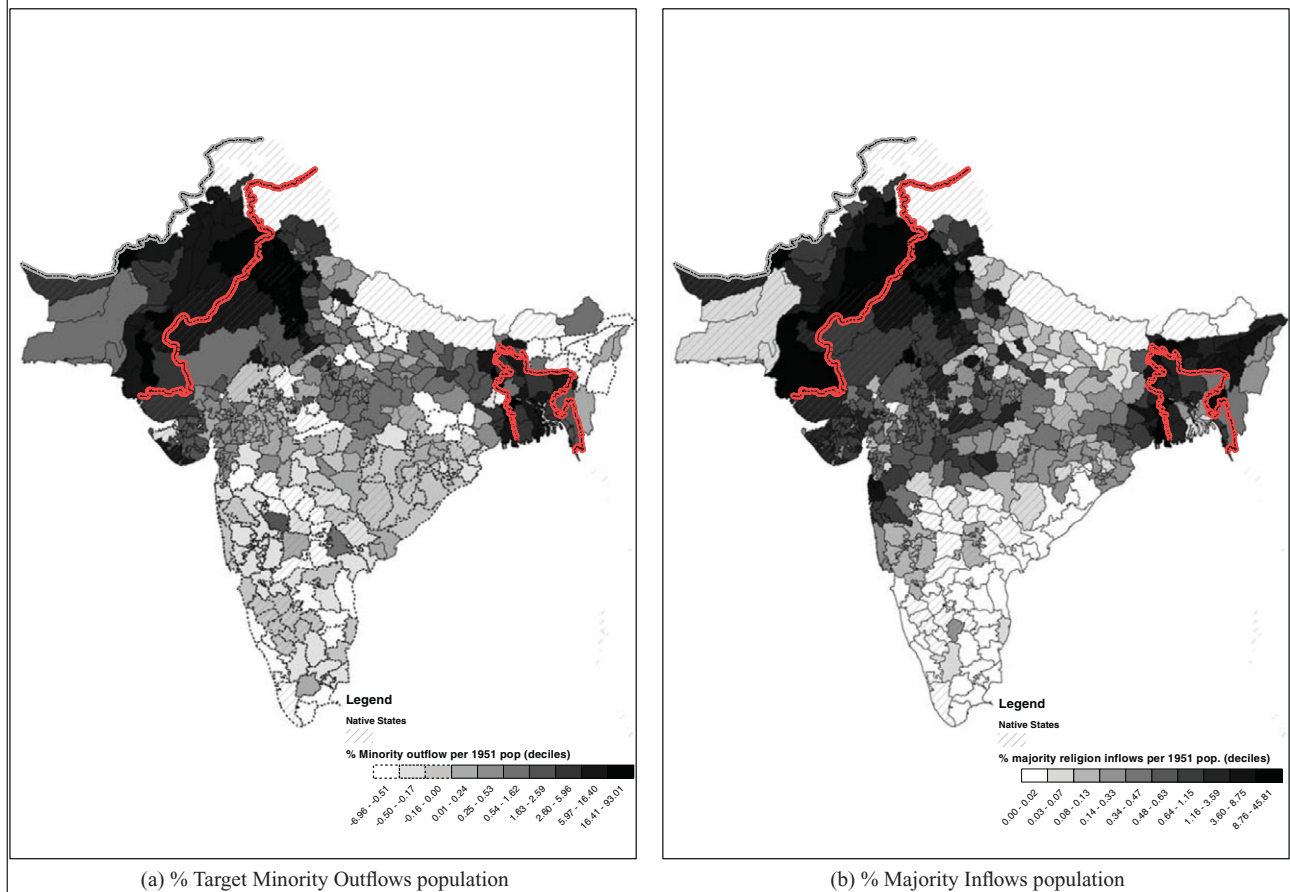 Legend
Native States
% Minority outflow per 1951 pop (deciles)
-6.96 - -0.51
-0.50 - -0.17
-0.16 - 0.00
0.01 - 0.24
0.25 - 0.53
0.54 - 1.62
1.63 - 2.59
2.60 - 5.96
5.97 - 16.40
16.41 - 93.01
(a) % Target Minority Outflows population
Legend
Native States
% majority religion inflows per 1951 pop. (deciles)
0.00 - 0.02
0.03 - 0.07
0.08 - 0.13
0.14 - 0.33
0.34 - 0.47
0.48 - 0.63
0.64 - 1.15
1.16 - 3.59
3.60 - 8.75
8.76 - 45.81
(b) % Majority Inflows population